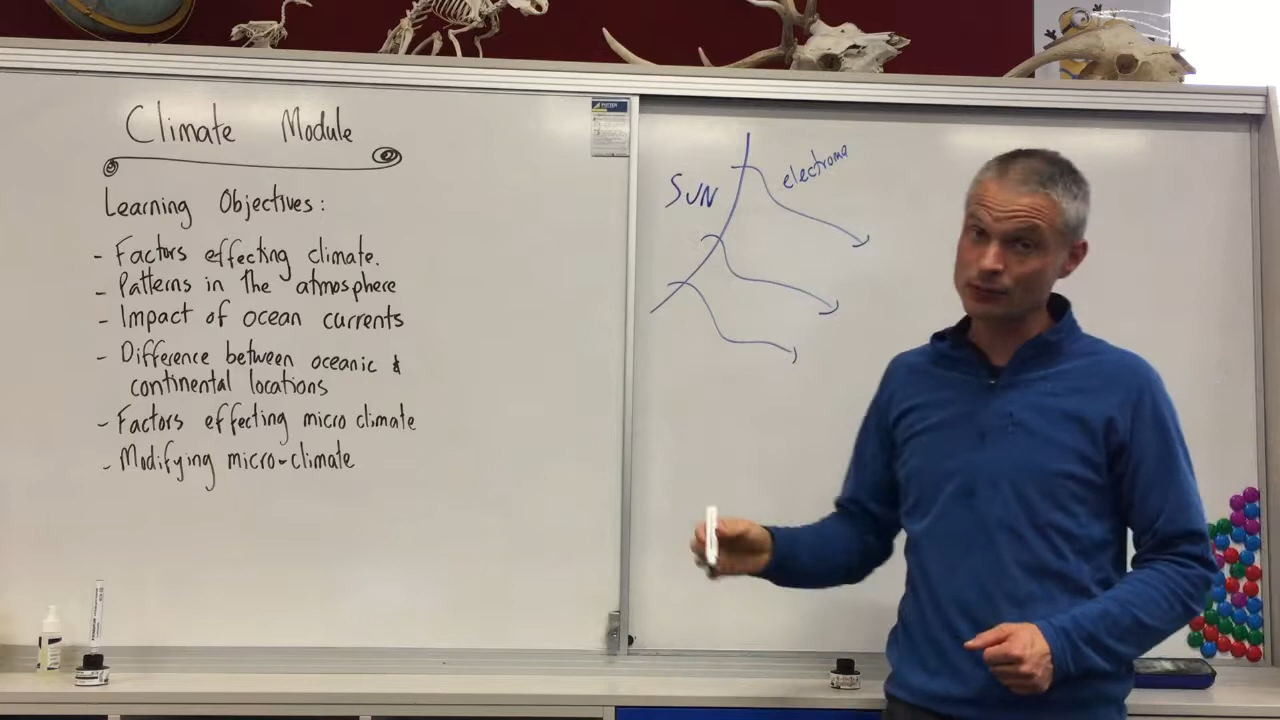 Climate Module
Learning Objectives:
- Factors effecting climate.
- Patterns in the atmosphere
- Impact of ocean currents
- Difference between oceanic &
continental locations
- Factors effecting micro climate
- Modifying micro-climate
SUN
electroma